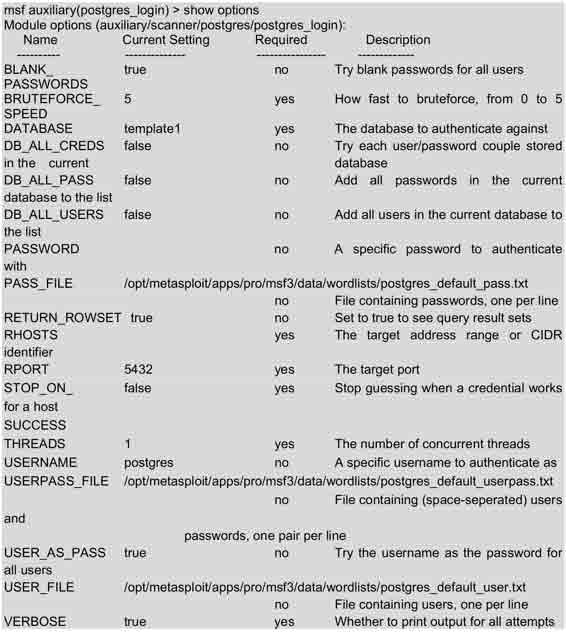 msf auxiliary(postgres_login) > show options
Module options (auxiliary/scanner/postgres/postgres_login):
Name Current Setting Required Description
---------- -------------- ---------------- -------------
BLANK_ true no Try blank passwords for all users
PASSWORDS
BRUTEFORCE_ 5 yes How fast to bruteforce, from 0 to 5
SPEED
DATABASE template1 yes The database to authenticate against
DB_ALL_CREDS false no Try each user/password couple stored
in the current database
DB_ALL_PASS false no Add all passwords in the current
database to the list
DB_ALL_USERS false no Add all users in the current database to
the list
PASSWORD no A specific password to authenticate
with
PASS_FILE /opt/metasploit/apps/pro/msf3/data/wordlists/postgres_default_pass.txt
no File containing passwords, one per line
RETURN_ROWSET true no Set to true to see query result sets
RHOSTS yes The target address range or CIDR
identifier
RPORT 5432 yes The target port
STOP_ON_ false yes Stop guessing when a credential works
for a host
SUCCESS
THREADS 1 yes The number of concurrent threads
USERNAME postgres no A specific username to authenticate as
USERPASS_FILE /opt/metasploit/apps/pro/msf3/data/wordlists/postgres_default_userpass.txt
no File containing (space-seperated) users
and
passwords, one pair per line
USER_AS_PASS true no Try the username as the password for
all users
USER_FILE /opt/metasploit/apps/pro/msf3/data/wordlists/postgres_default_user.txt
no File containing users, one per line
VERBOSE true yes Whether to print output for all attempts